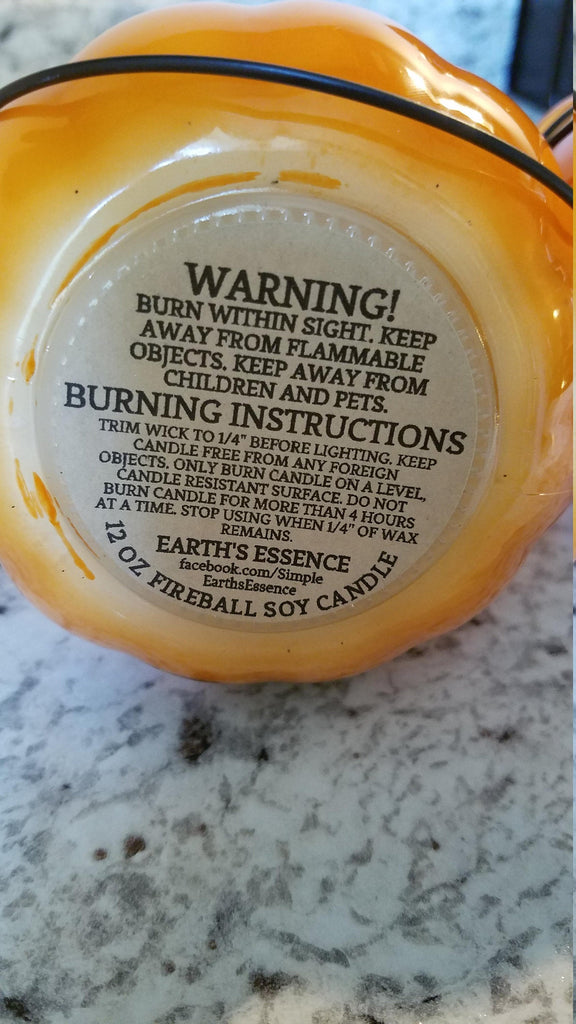 WARNING!
BURN WITHIN SIGHT. KEEP
AWAY FROM FLAMMABLE
OBJECTS. KEEP AWAY FROM
CHILDREN AND PETS.
BURNING INSTRUCTIONS
TRIM WICK TO 1/4" BEFORE LIGHTING. KEEP
CANDLE FREE FROM ANY FOREIGN
OBJECTS. ONLY BURN CANDLE ON A LEVEL,
CANDLE RESISTANT SURFACE. DO NOT
BURN CANDLE FOR MORE THAN 4 HOURS
AT A TIME. STOP USING WHEN 1/4" OF WAX
REMAINS.
EARTH'S ESSENCE
facebook.com/Simple
EarthsEssence
12 OZ FIREBALL SOY CANDLE